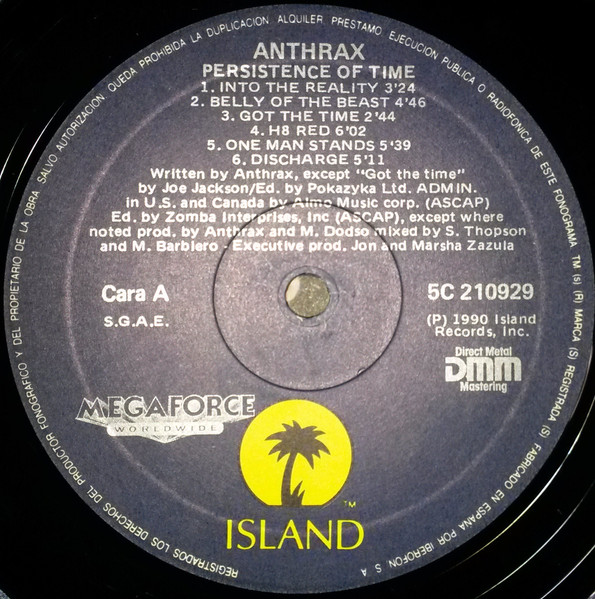 ANTHRAX
PERSISTENCE OF TIME
1. INTO THE REALITY 3'24
2. BELLY OF THE BEAST 4'46
3. GOT THE TIME 2'44
4. H8 RED 6'02
5. ONE MAN STANDS 5'39
6. DISCHARGE 5'11
Written by Anthrax, except "Got the time"
by Joe Jackson/Ed. by Pokazyka Ltd. ADMIN.
in U.S. and Canada by Almo Music corp. (ASCAP)
Ed. by Zomba Interprises, Inc (ASCAP), except where
noted prod. by Anthrax and M. Dodso mixed by S. Thopson
and M. Barbiero - Executive prod. Jon and Marsha Zazula
Cara A
5C 210929
S.G.A.E.
(P) 1990 Island
Records, Inc.
Direct Metal
DMM
Mastering
MEGAFORCE
WORLDWIDE
TM
ISLAND
REGISTRADOS LOS DERECHOS DEL PRODUCTOR FONOGRAFICO Y DEL PROPIETARIO DE LA OBRA. SALVO AUTORIZACION, QUEDA PROHIBIDA LA DUPLICACION, ALQUILER, PRESTAMO, EJECUCION PUBLICA O RADIOFONICA DE ESTE FONOGRAMA TM (s) (R) MARCA (S) REGISTRADA (S) FABRICADO EN ESPAÑA POR IBEROFON, S. A